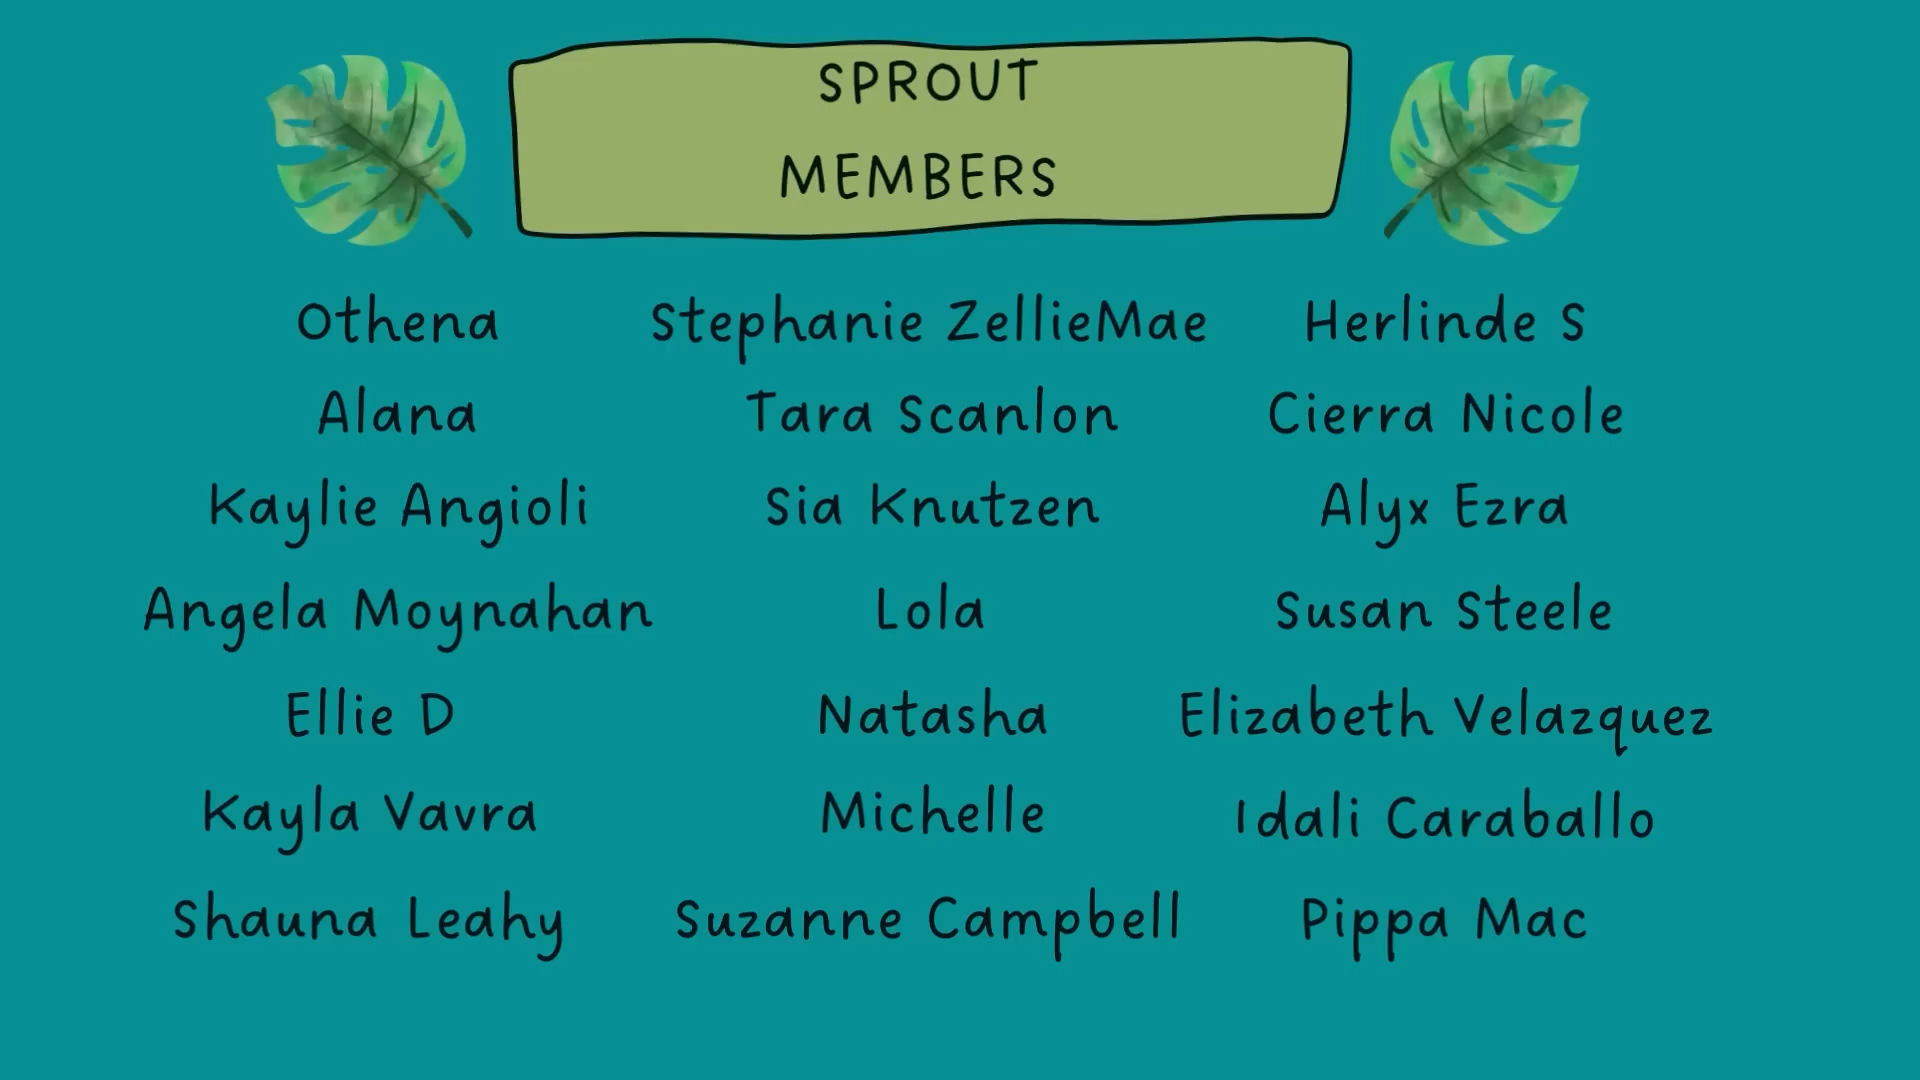 SPROUT
MEMBERS
Othena Stephanie ZellieMae Herlinde S
Alana Tara Scanlon Cierra Nicole
Kaylie Angioli Sia Knutzen Alyx Ezra
Angela Moynahan Lola Susan Steele
Ellie D Natasha Elizabeth Velazquez
Kayla Vavra Michelle Idali Caraballo
Shauna Leahy Suzanne Campbell Pippa Mac